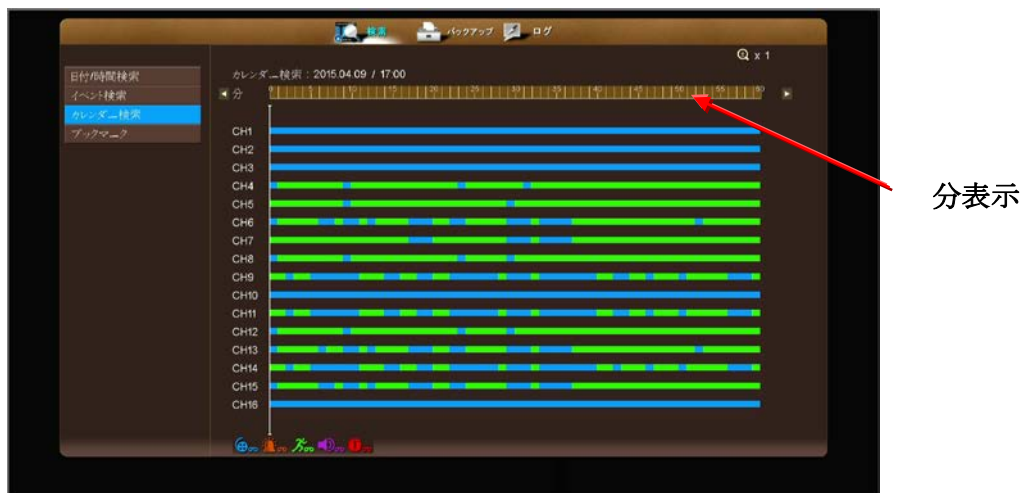 検索 バックアップ ログ
x 1
日付/時間検索
イベント検索
カレンダー検索
ブックマーク
カレンダー検索 : 2015.04.09 / 17:00
分 0 5 10 15 20 25 30 35 40 45 50 55 60
CH1
CH2
CH3
CH4
CH5
CH6
CH7
CH8
CH9
CH10
CH11
CH12
CH13
CH14
CH15
CH16
分表示